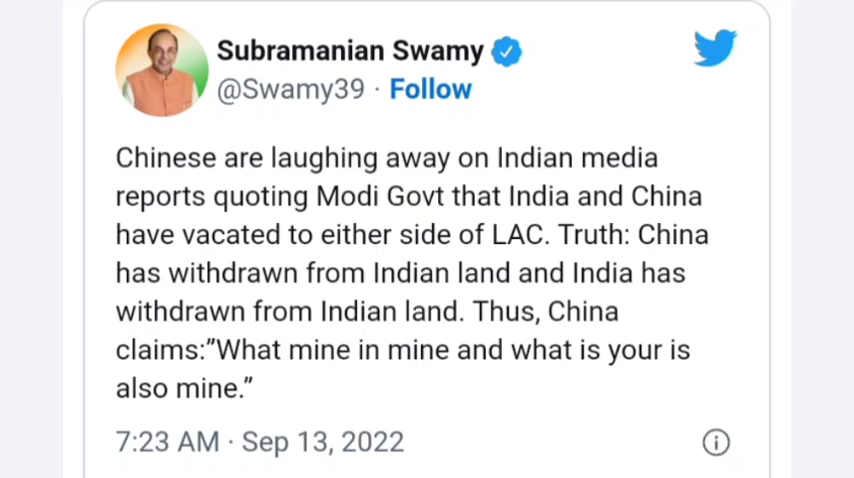 Subramanian Swamy
@Swamy39 · Follow
Chinese are laughing away on Indian media
reports quoting Modi Govt that India and China
have vacated to either side of LAC. Truth: China
has withdrawn from Indian land and India has
withdrawn from Indian land. Thus, China
claims:”What mine in mine and what is your is
also mine.”
7:23 AM · Sep 13, 2022